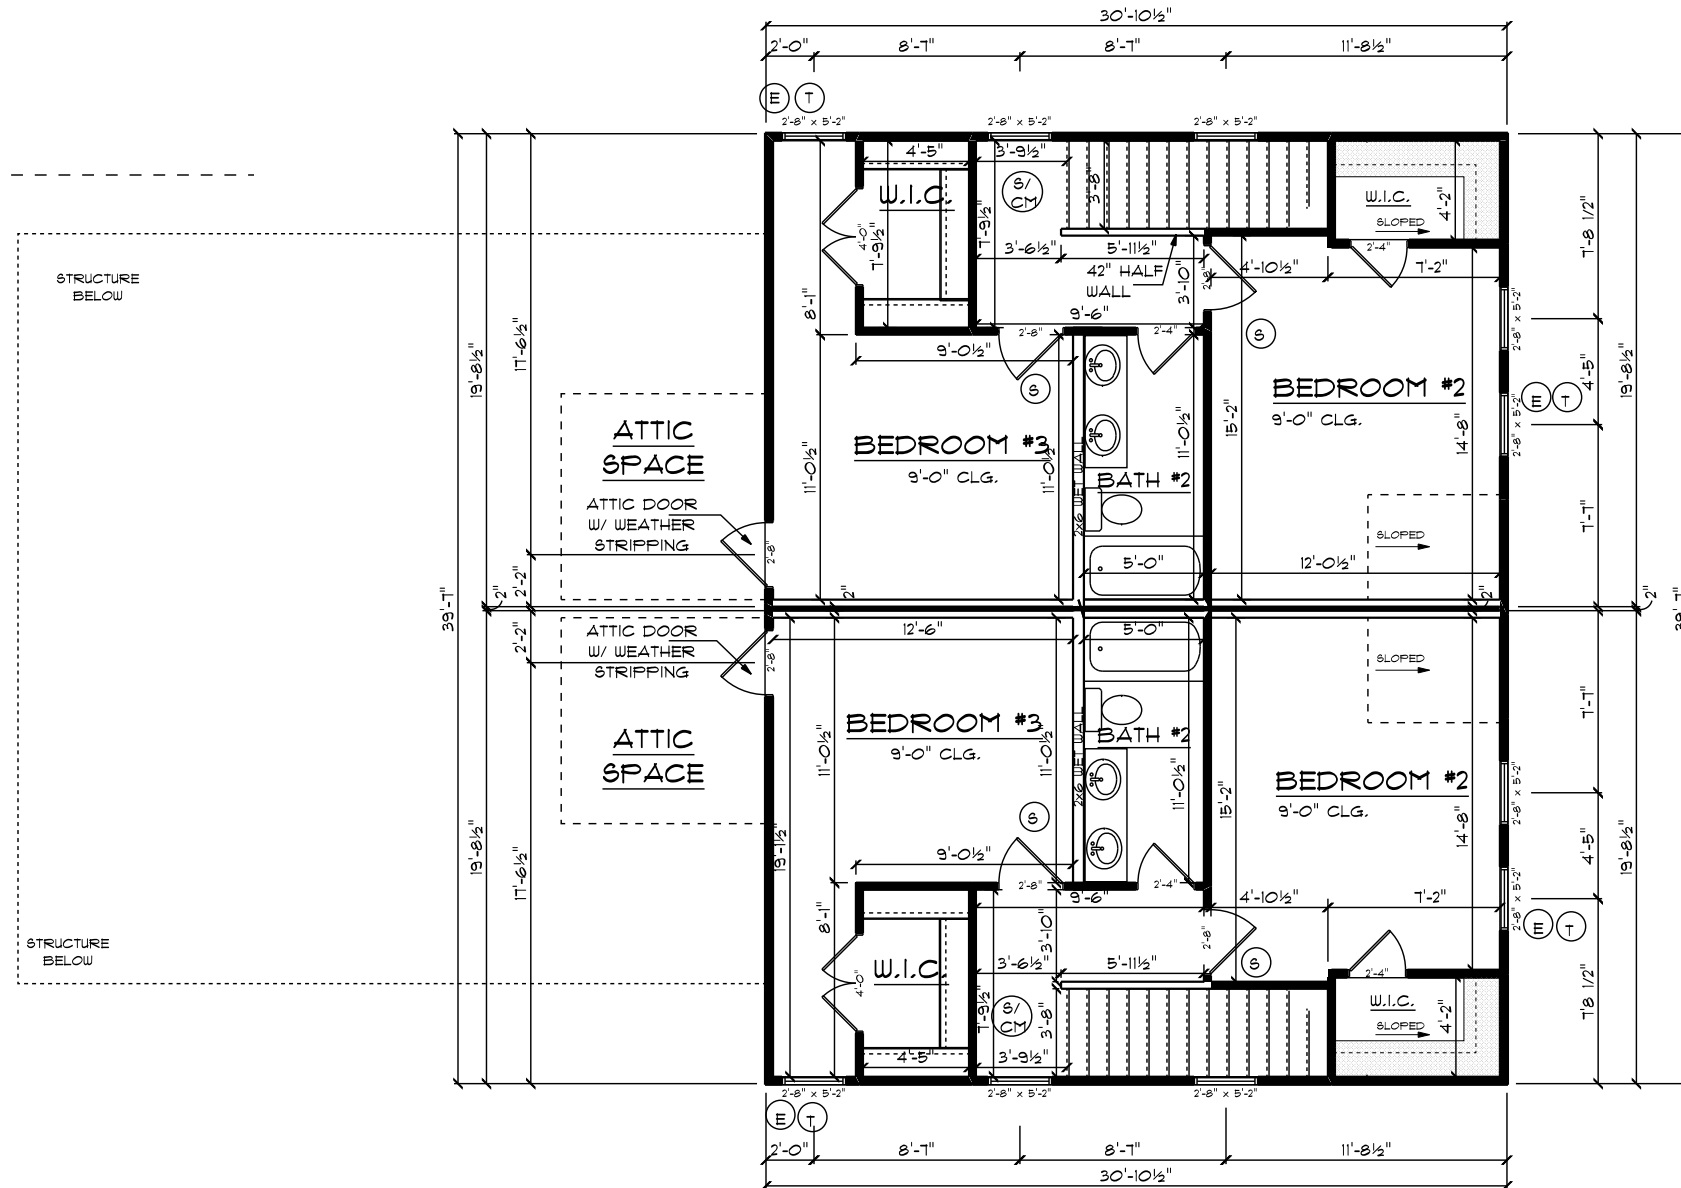 30'-10½"
2'-0" 8'-7" 8'-7" 11'-8½"
E T
2'-8" x 5'-2" 2'-8" x 5'-2" 2'-8" x 5'-2"
4'-5" 3'-9½"
S/
CM
W.I.C.
4'-0"
7'-9½"
7'-9½"
3'-8"
W.I.C.
SLOPED
4'-2"
2'-4"
3'-6½" 5'-11½"
42" HALF
WALL
3'-10"
2'-8"
4'-10½" 7'-2"
9'-6"
2'-8" 2'-4"
S
S
STRUCTURE
BELOW
8'-1"
9'-0½"
17'-6½"
19'-8½"
7'-8 1/2"
2'-8" x 5'-2"
4'-5"
19'-8½"
BEDROOM #2
9'-0" CLG.
E T
2'-8" x 5'-2"
15'-2"
14'-8"
ATTIC
SPACE
BEDROOM #3
9'-0" CLG.
11'-0½"
11'-0½"
2x6 WET WALL
11'-0½"
BATH #2
ATTIC DOOR
W/ WEATHER
STRIPPING
2'-8"
SLOPED
7'-7"
5'-0" 12'-0½"
2'-2"
2"
2"
2"
2"
39'-7"
39'-7"
2'-2"
ATTIC DOOR
W/ WEATHER
STRIPPING
2'-8"
12'-6" 5'-0"
SLOPED
7'-7"
ATTIC
SPACE
BEDROOM #3
9'-0" CLG.
11'-0½"
11'-0½"
2x6 WET WALL
BATH #2
11'-0½"
BEDROOM #2
9'-0" CLG.
15'-2"
14'-8"
2'-8" x 5'-2"
4'-5"
19'-8½"
S
19'-8½"
17'-6½"
19'-1½"
9'-0½"
2'-8" 2'-4"
9'-6" 4'-10½" 7'-2"
8'-1"
3'-10"
2'-8"
2'-8" x 5'-2"
E T
STRUCTURE
BELOW
W.I.C.
4'-0"
3'-6½" 5'-11½"
S
2'-4"
W.I.C.
SLOPED
4'-2"
7'8 1/2"
7'-9½"
S/
CM
3'-8"
4'-5" 3'-9½"
2'-8" x 5'-2" 2'-8" x 5'-2" 2'-8" x 5'-2"
E T
2'-0" 8'-7" 8'-7" 11'-8½"
30'-10½"